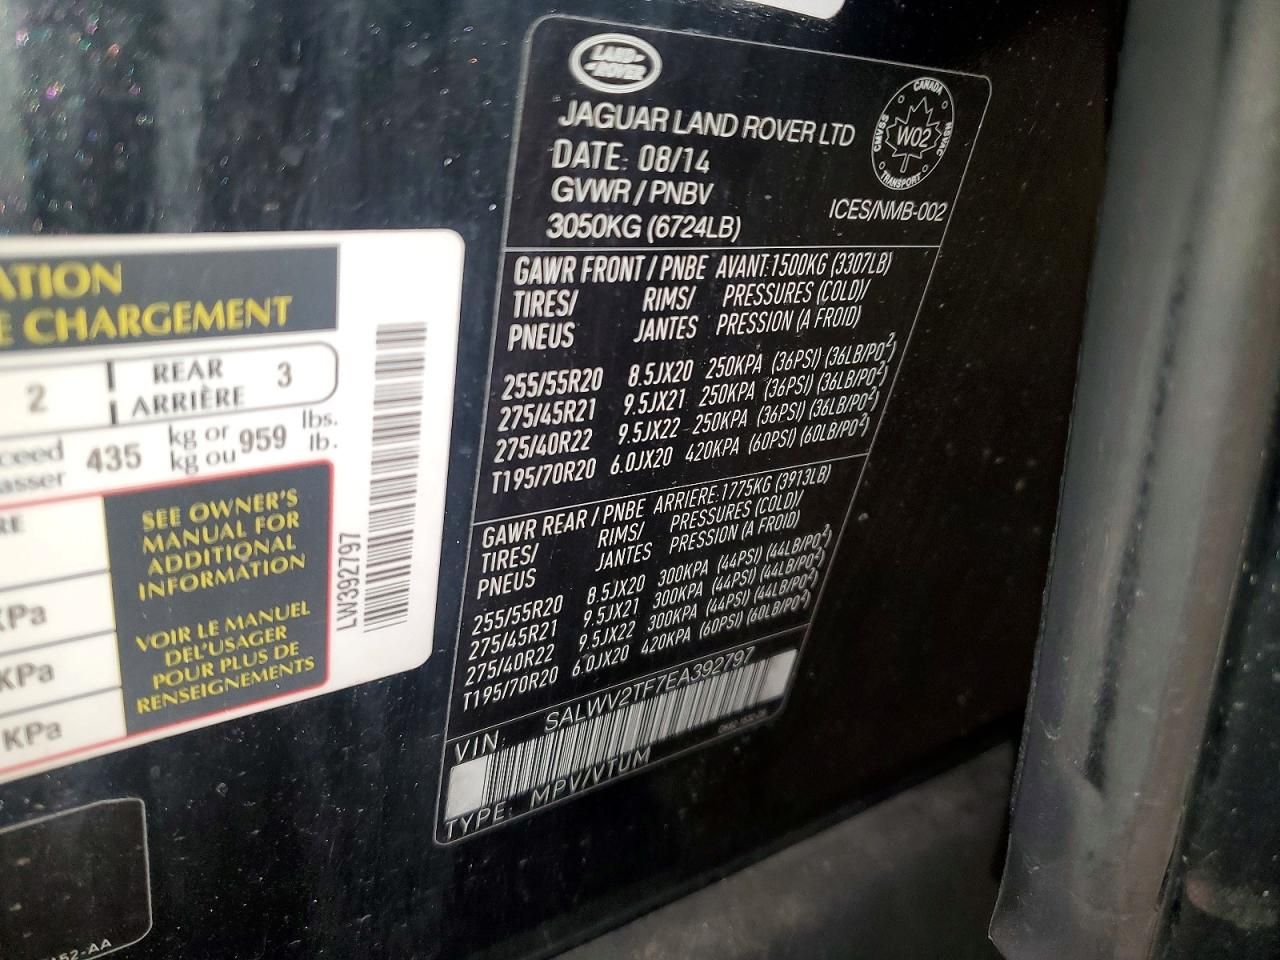 LAND-
-ROVER
JAGUAR LAND ROVER LTD
DATE: 08/14
GVWR / PNBV
3050KG (6724LB)
CANADA
CMVSS
NSVAC
W02
TRANSPORT
ICES/NMB-002
GAWR FRONT / PNBE AVANT:1500KG (3307LB)
TIRES/ RIMS/ PRESSURES (COLD)/
PNEUS JANTES PRESSION (A FROID)
255/55R20 8.5JX20 250KPA (36PSI) (36LB/PO²)
275/45R21 9.5JX21 250KPA (36PSI) (36LB/PO²)
275/40R22 9.5JX22 250KPA (36PSI) (36LB/PO²)
T195/70R20 6.0JX20 420KPA (60PSI) (60LB/PO²)
GAWR REAR / PNBE ARRIERE:1775KG (3913LB)
TIRES/ RIMS/ PRESSURES (COLD)/
PNEUS JANTES PRESSION (A FROID)
255/55R20 8.5JX20 300KPA (44PSI) (44LB/PO²)
275/45R21 9.5JX21 300KPA (44PSI) (44LB/PO²)
275/40R22 9.5JX22 300KPA (44PSI) (44LB/PO²)
T195/70R20 6.0JX20 420KPA (60PSI) (60LB/PO²)
VIN: SALWV2TF7EA392797
TYPE: MPV/VTUM
ATION
E CHARGEMENT
2 REAR 3
ARRIÈRE
ceed 435 kg or 959 lbs.
asser kg ou lb.
RE
KPa
KPa
KPa
SEE OWNER'S
MANUAL FOR
ADDITIONAL
INFORMATION
VOIR LE MANUEL
DEL'USAGER
POUR PLUS DE
RENSEIGNEMENTS
LW392797
152-AA